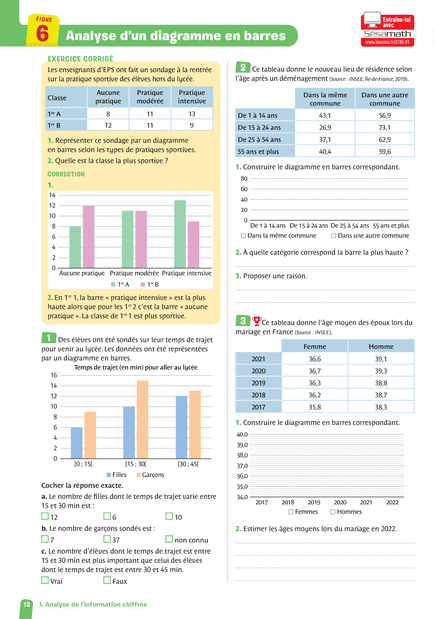 FICHE
6
Analyse d'un diagramme en barres
Entraîne-toi
avec
Sésamath
EXERCICE CORRIGÉ
Les enseignants d'EPS ont fait un sondage à la rentrée
sur la pratique sportive des élèves hors du lycée.
Classe
Aucune pratique
Pratique modérée
Pratique intensive
1re A 8 11 13
1re B 12 11 9
1. Représenter ce sondage par un diagramme
en barres selon les types de pratiques sportives.
2. Quelle est la classe la plus sportive ?
CORRECTION
1.
14
12
10
8
6
4
2
0
Aucune pratique Pratique modérée Pratique intensive
1re A 1re B
2. En 1re 1, la barre « pratique intensive » est la plus
haute alors que pour les 1re 2 c'est la barre « aucune
pratique ». La classe de 1re 1 est plus sportive.
1 Des élèves ont été sondés sur leur temps de trajet
pour venir au lycée. Les données ont été représentées
par un diagramme en barres.
Temps de trajet (en min) pour aller au lycée
16
14
12
10
8
6
4
2
0
[0 ; 15[ [15 ; 30[ [30 ; 45[
Filles Garçons
Cocher la réponse exacte.
a. Le nombre de filles dont le temps de trajet varie entre
15 et 30 min est :
12 6 10
b. Le nombre de garçons sondés est :
7 37 non connu
c. Le nombre d'élèves dont le temps de trajet est entre
15 et 30 min est plus important que celui des élèves
dont le temps de trajet est entre 30 et 45 min.
Vrai Faux
2 Ce tableau donne le nouveau lieu de résidence selon
l'âge après un déménagement (Source : INSEE, Île-de-France, 2019).
Dans la même commune
Dans une autre commune
De 1 à 14 ans 43,1 56,9
De 15 à 24 ans 26,9 73,1
De 25 à 54 ans 37,1 62,9
55 ans et plus 40,4 59,6
1. Construire le diagramme en barres correspondant.
80
60
40
20
0
De 1 à 14 ans De 15 à 24 ans De 25 à 54 ans 55 ans et plus
Dans la même commune Dans une autre commune
2. À quelle catégorie correspond la barre la plus haute ?
3. Proposer une raison.
3 Ce tableau donne l'âge moyen des époux lors du
mariage en France (Source : INSEE).
Femme Homme
2021 36,6 39,1
2020 36,7 39,3
2019 36,3 38,8
2018 36,2 38,7
2017 35,8 38,3
1. Construire le diagramme en barres correspondant.
40,0
39,0
38,0
37,0
36,0
35,0
34,0
2017 2018 2019 2020 2021 2022
Femmes Hommes
2. Estimer les âges moyens lors du mariage en 2022.
12 1. Analyse de l'information chiffrée